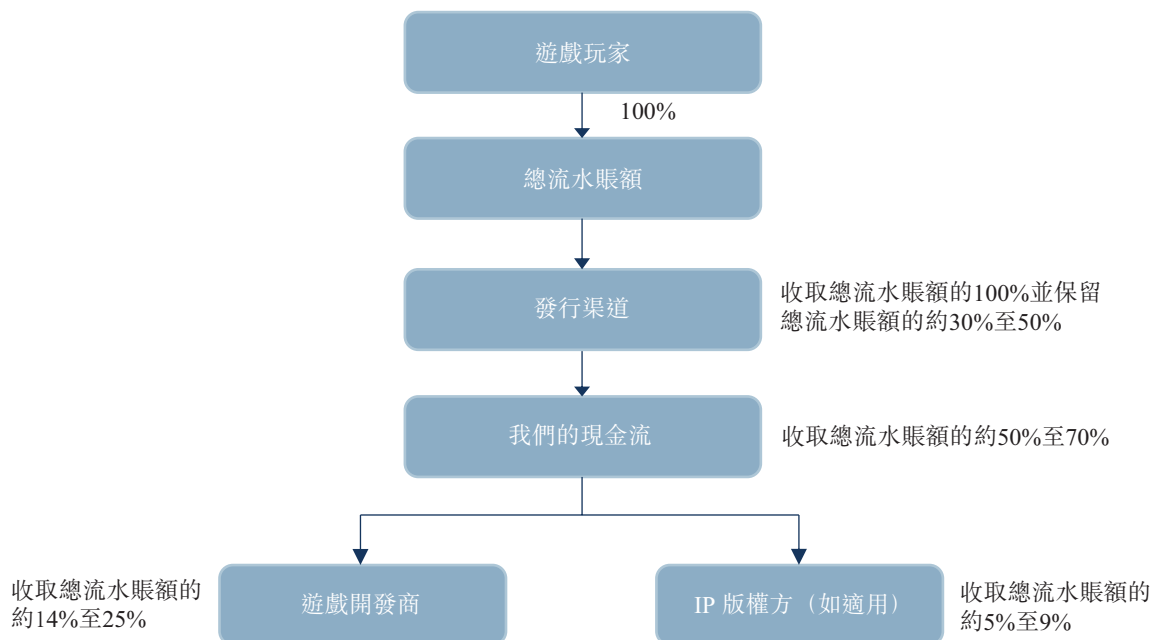 遊戲玩家
100%
總流水賬額
發行渠道
收取總流水賬額的100%並保留
總流水賬額的約30%至50%
我們的現金流
收取總流水賬額的約50%至70%
收取總流水賬額的
約14%至25%
遊戲開發商
IP 版權方（如適用）
收取總流水賬額的
約5%至9%